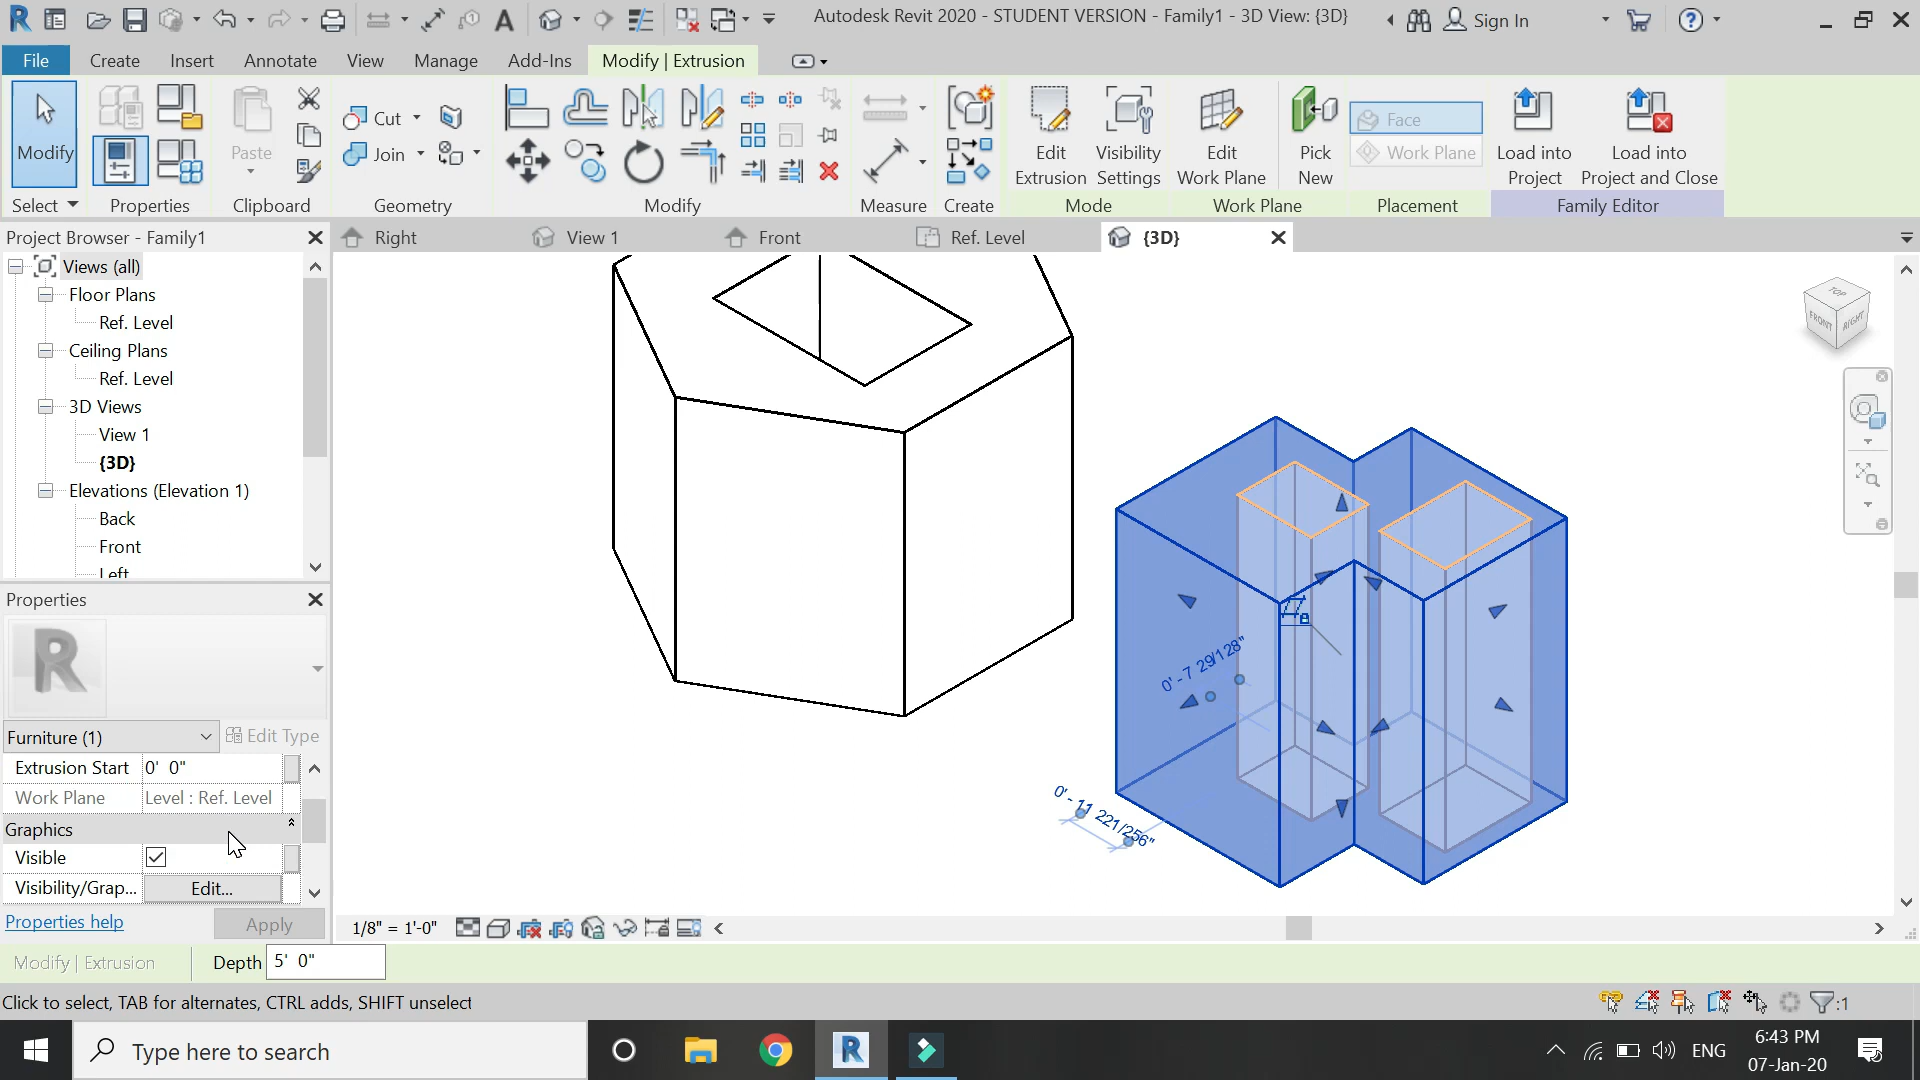 Autodesk Revit 2020 - STUDENT VERSION - Family1 - 3D View: {3D}
Sign In
File
Create
Insert
Annotate
View
Manage
Add-Ins
Modify | Extrusion
Modify
Paste
Cut
Join
Edit
Extrusion
Visibility
Settings
Edit
Work Plane
Pick
New
Face
Work Plane
Load into
Project
Load into
Project and Close
Select
Properties
Clipboard
Geometry
Modify
Measure
Create
Mode
Work Plane
Placement
Family Editor
Project Browser - Family1
Right
View 1
Front
Ref. Level
{3D}
Views (all)
Floor Plans
Ref. Level
Ceiling Plans
Ref. Level
3D Views
View 1
{3D}
Elevations (Elevation 1)
Back
Front
Left
TOP
FRONT
RIGHT
0' - 7 29/128"
0' - 11 221/256"
Properties
Furniture (1)
Edit Type
Extrusion Start
0' 0"
Work Plane
Level : Ref. Level
Graphics
Visible
Visibility/Grap...
Edit...
Properties help
Apply
1/8" = 1'-0"
Modify | Extrusion
Depth
5' 0"
Click to select, TAB for alternates, CTRL adds, SHIFT unselect
:1
Type here to search
ENG
6:43 PM
07-Jan-20